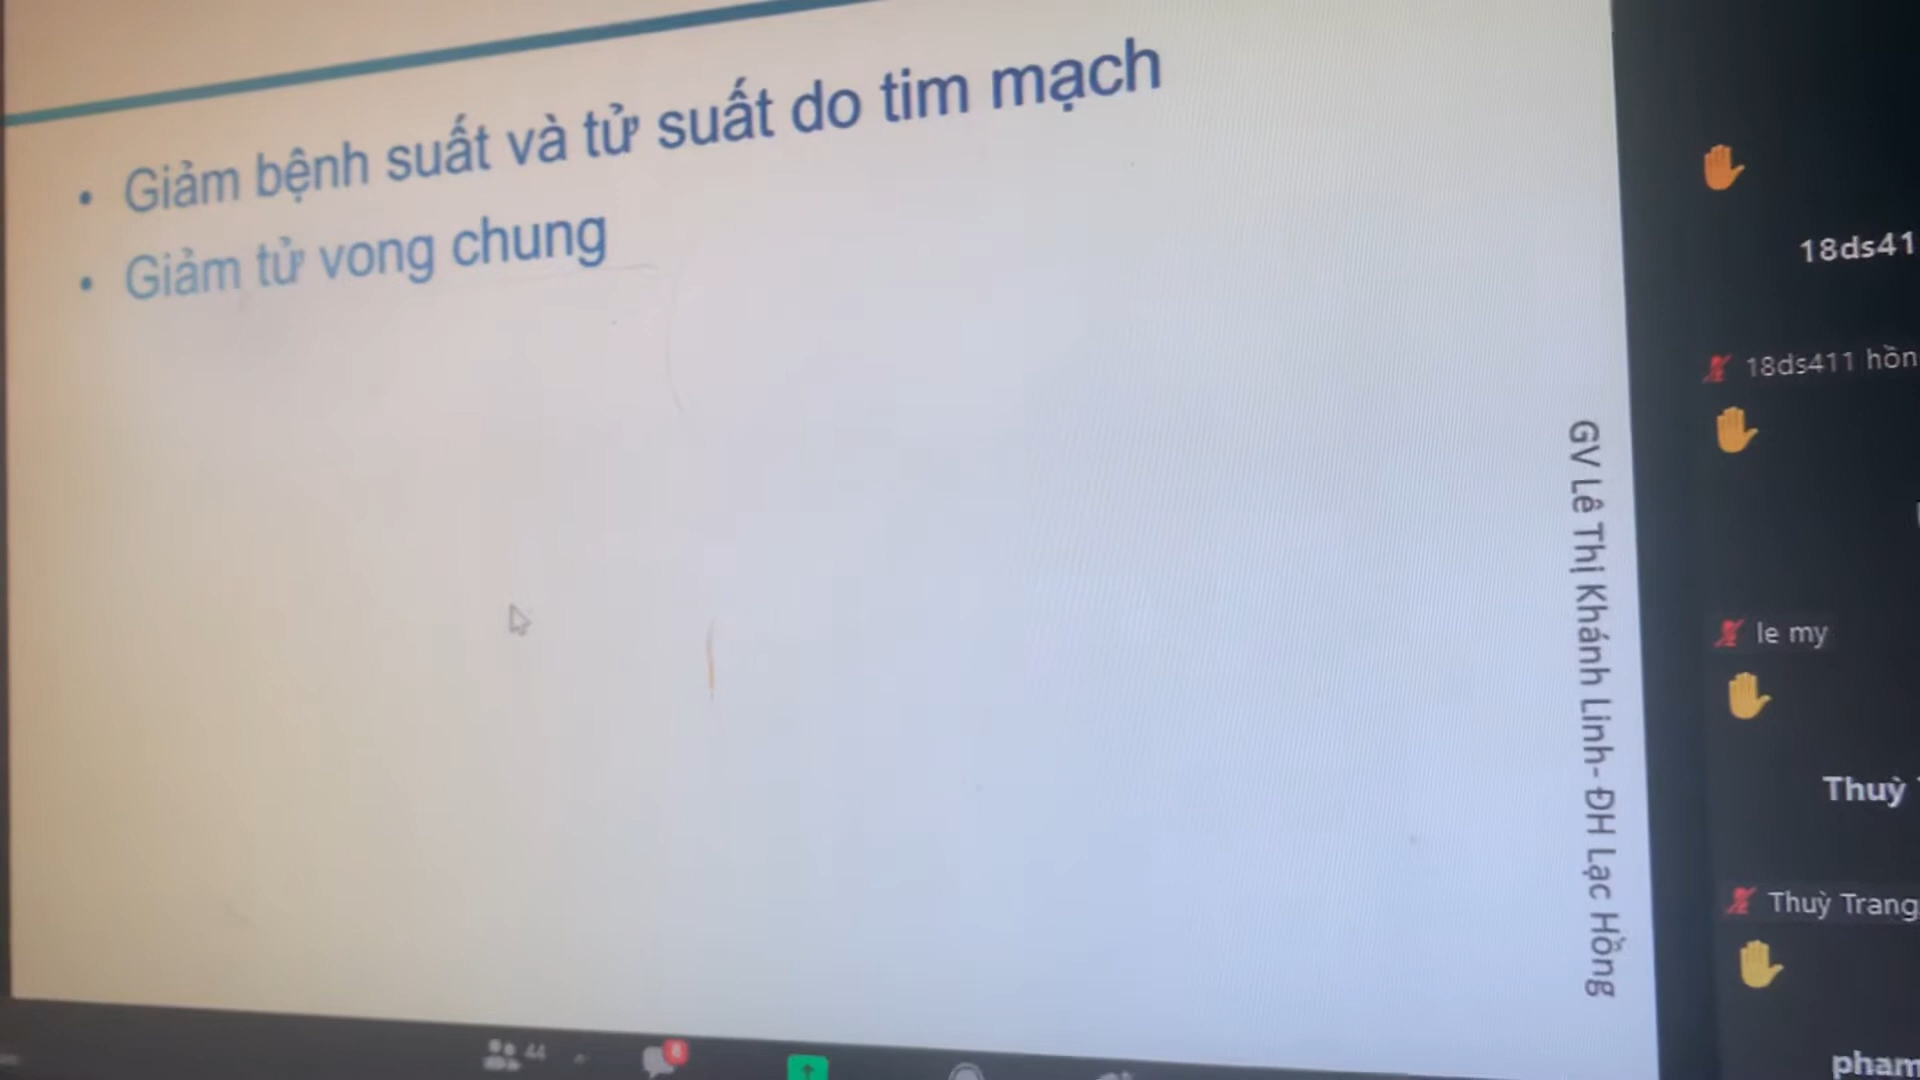 • Giảm bệnh suất và tử suất do tim mạch
• Giảm tử vong chung
GV Lê Thị Khánh Linh- ĐH Lạc Hồng
18ds41
18ds411 hồn
le my
Thuỳ
Thuỳ Trang
pham
44